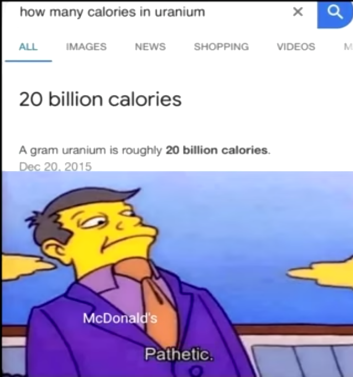 how many calories in uranium
ALL IMAGES NEWS SHOPPING VIDEOS M
20 billion calories
A gram uranium is roughly 20 billion calories.
Dec 20, 2015
McDonald's
Pathetic.